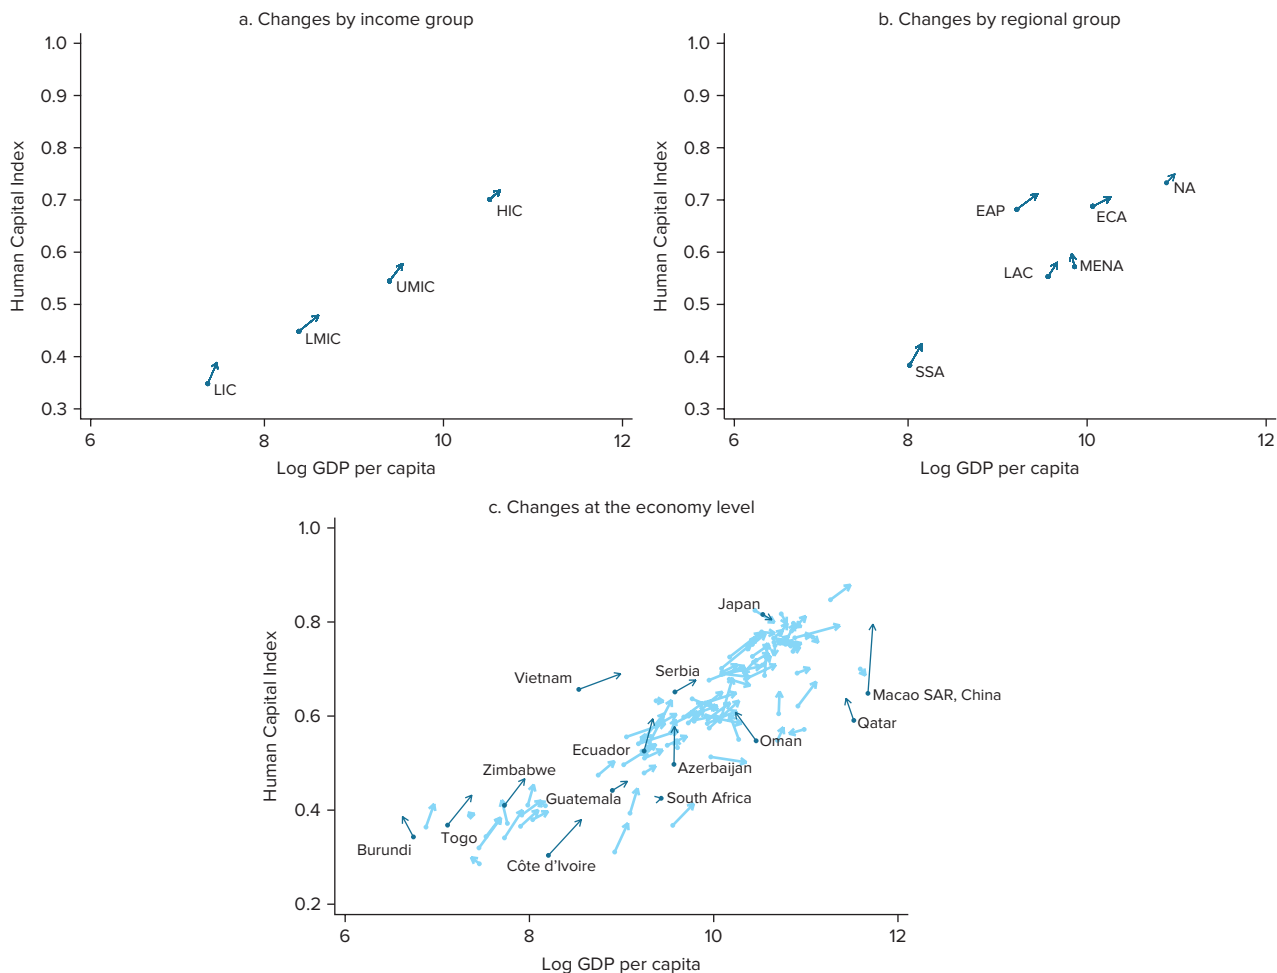 a. Changes by income group
Human Capital Index
1.0
0.9
0.8
0.7
0.6
0.5
0.4
0.3
HIC
UMIC
LMIC
LIC
6
8
10
12
Log GDP per capita
b. Changes by regional group
Human Capital Index
1.0
0.9
0.8
0.7
0.6
0.5
0.4
0.3
NA
EAP
ECA
LAC
MENA
SSA
6
8
10
12
Log GDP per capita
c. Changes at the economy level
Human Capital Index
1.0
0.8
0.6
0.4
0.2
Japan
Vietnam
Serbia
Macao SAR, China
Qatar
Oman
Ecuador
Azerbaijan
Zimbabwe
Guatemala
South Africa
Togo
Burundi
Côte d'Ivoire
6
8
10
12
Log GDP per capita